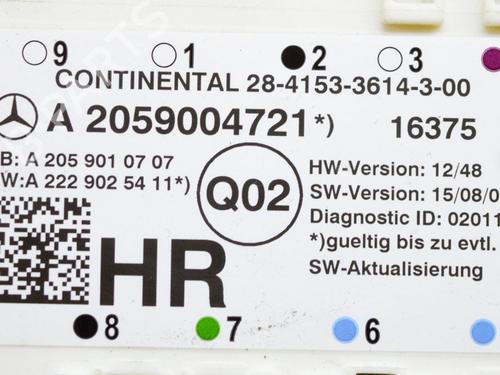 9 1 2 3
CONTINENTAL 28-4153-3614-3-00
A 2059004721*) 16375
B: A 205 901 07 07
W:A 222 902 54 11*)
Q02
HW-Version: 12/48
SW-Version: 15/08/0
Diagnostic ID: 02011
*)gueltig bis zu evtl.
SW-Aktualisierung
HR
8 7 6